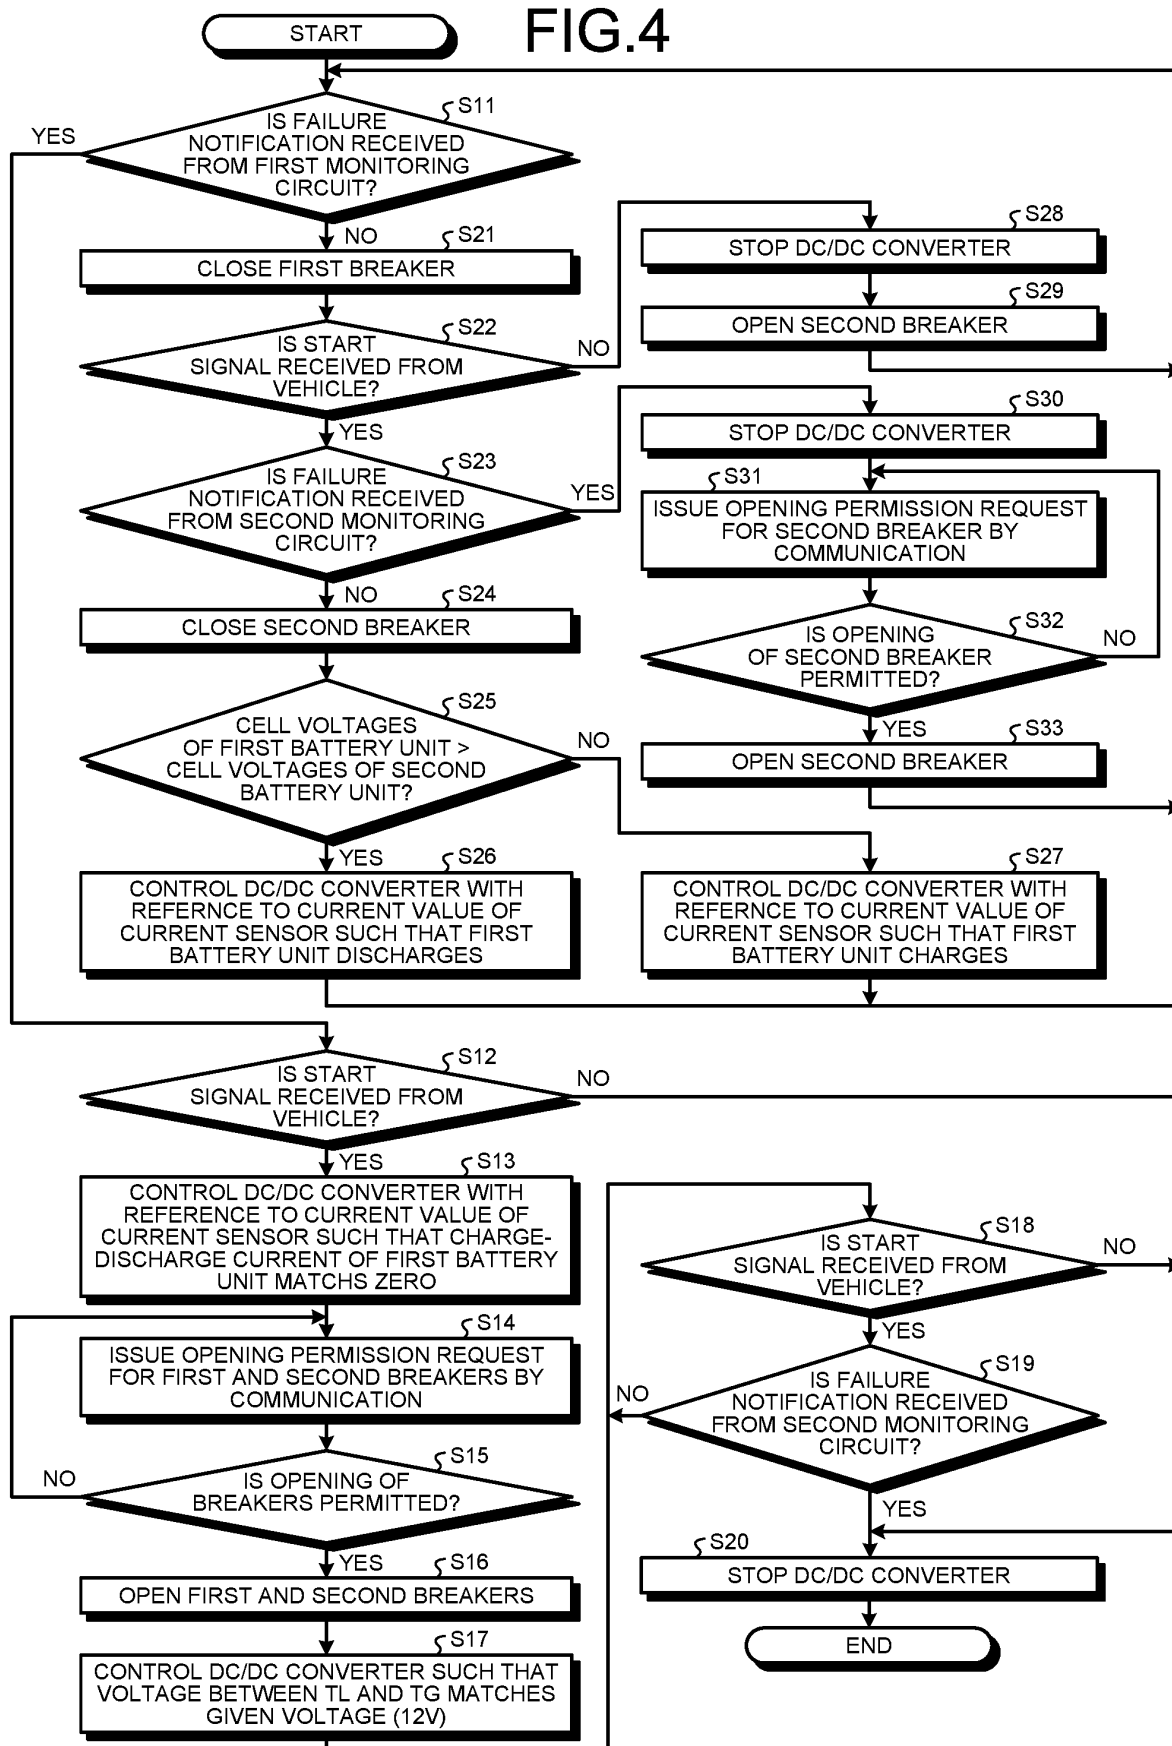 FIG.4
START
S11
IS FAILURE
NOTIFICATION RECEIVED
FROM FIRST MONITORING
CIRCUIT?
YES
NO
S21
CLOSE FIRST BREAKER
S22
IS START
SIGNAL RECEIVED FROM
VEHICLE?
NO
YES
S28
STOP DC/DC CONVERTER
S29
OPEN SECOND BREAKER
S23
IS FAILURE
NOTIFICATION RECEIVED
FROM SECOND MONITORING
CIRCUIT?
YES
NO
S30
STOP DC/DC CONVERTER
S31
ISSUE OPENING PERMISSION REQUEST
FOR SECOND BREAKER BY
COMMUNICATION
S32
IS OPENING
OF SECOND BREAKER
PERMITTED?
NO
YES
S33
OPEN SECOND BREAKER
S24
CLOSE SECOND BREAKER
S25
CELL VOLTAGES
OF FIRST BATTERY UNIT >
CELL VOLTAGES OF SECOND
BATTERY UNIT?
NO
YES
S26
CONTROL DC/DC CONVERTER WITH
REFERNCE TO CURRENT VALUE OF
CURRENT SENSOR SUCH THAT FIRST
BATTERY UNIT DISCHARGES
S27
CONTROL DC/DC CONVERTER WITH
REFERNCE TO CURRENT VALUE OF
CURRENT SENSOR SUCH THAT FIRST
BATTERY UNIT CHARGES
S12
IS START
SIGNAL RECEIVED FROM
VEHICLE?
NO
YES
S13
CONTROL DC/DC CONVERTER WITH
REFERENCE TO CURRENT VALUE OF
CURRENT SENSOR SUCH THAT CHARGE-
DISCHARGE CURRENT OF FIRST BATTERY
UNIT MATCHS ZERO
S14
ISSUE OPENING PERMISSION REQUEST
FOR FIRST AND SECOND BREAKERS BY
COMMUNICATION
S15
IS OPENING OF
BREAKERS PERMITTED?
NO
YES
S16
OPEN FIRST AND SECOND BREAKERS
S17
CONTROL DC/DC CONVERTER SUCH THAT
VOLTAGE BETWEEN TL AND TG MATCHES
GIVEN VOLTAGE (12V)
S18
IS START
SIGNAL RECEIVED FROM
VEHICLE?
NO
YES
S19
IS FAILURE
NOTIFICATION RECEIVED
FROM SECOND MONITORING
CIRCUIT?
NO
YES
S20
STOP DC/DC CONVERTER
END